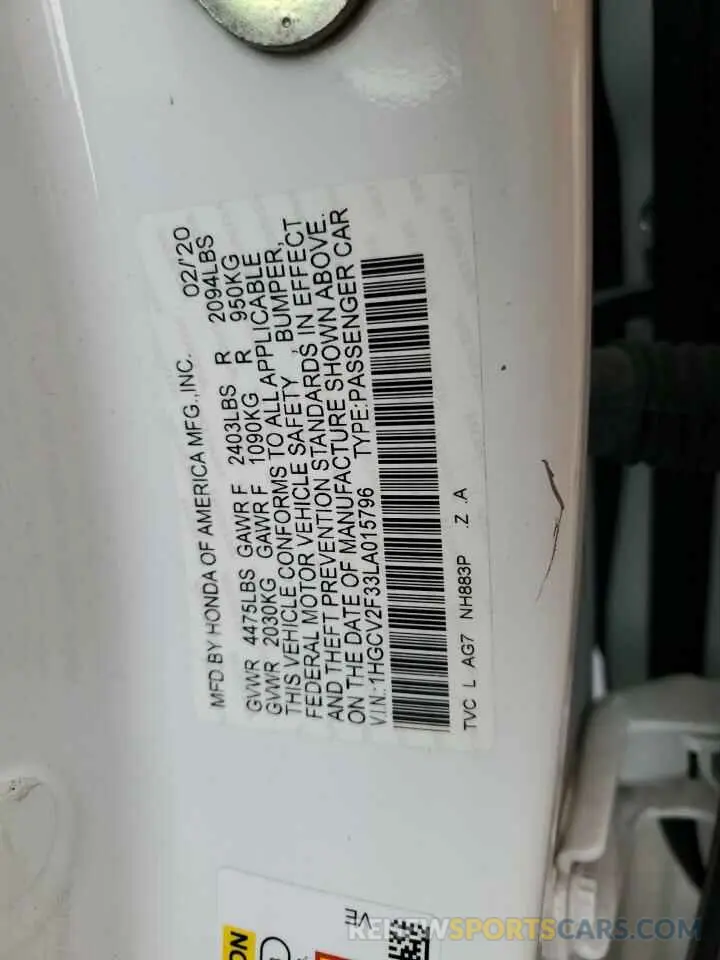 MFD BY HONDA OF AMERICA MFG., INC. 02/'20
GVWR 4475LBS GAWR F 2403LBS R 2094LBS
GVWR 2030KG GAWR F 1090KG R 950KG
THIS VEHICLE CONFORMS TO ALL APPLICABLE
FEDERAL MOTOR VEHICLE SAFETY , BUMPER,
AND THEFT PREVENTION STANDARDS IN EFFECT
ON THE DATE OF MANUFACTURE SHOWN ABOVE.
V.I.N.:1HGCV2F33LA015796 TYPE:PASSENGER CAR
TVC L AG7 NH883P .Z .A
REVIEWSPORTSCARS.COM